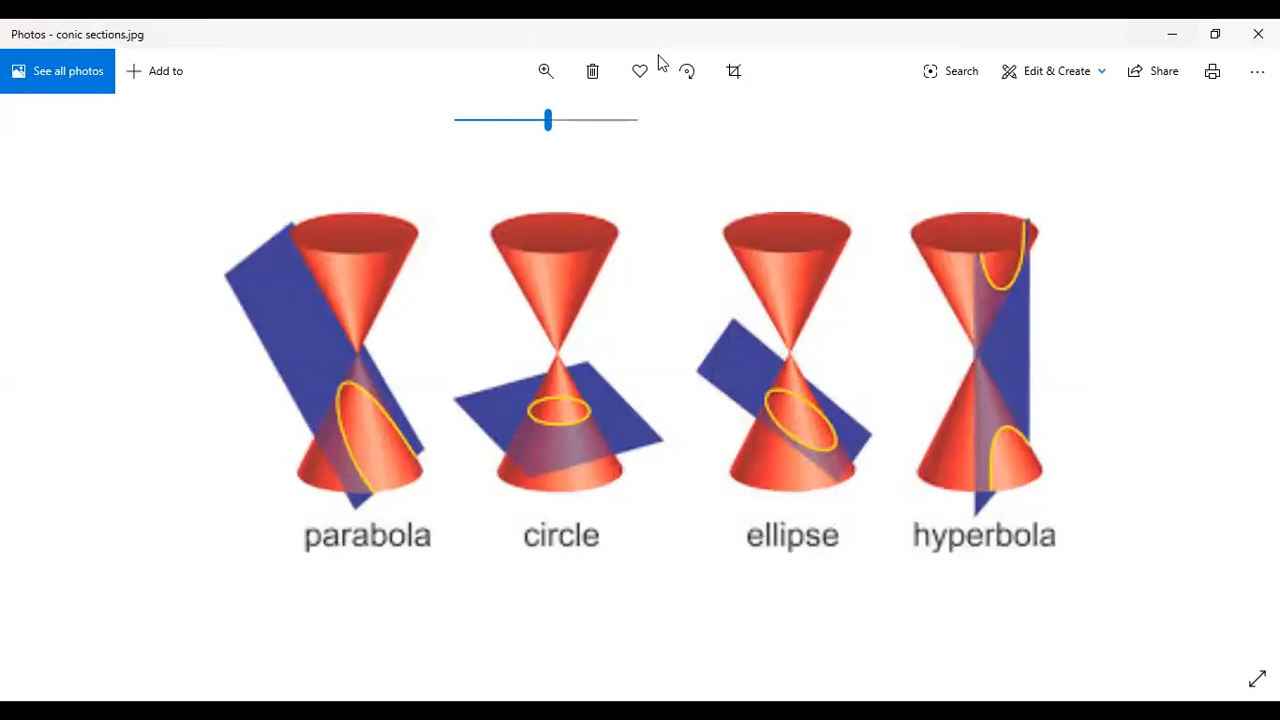 Photos - conic sections.jpg
See all photos
Add to
Search
Edit & Create
Share
parabola
circle
ellipse
hyperbola